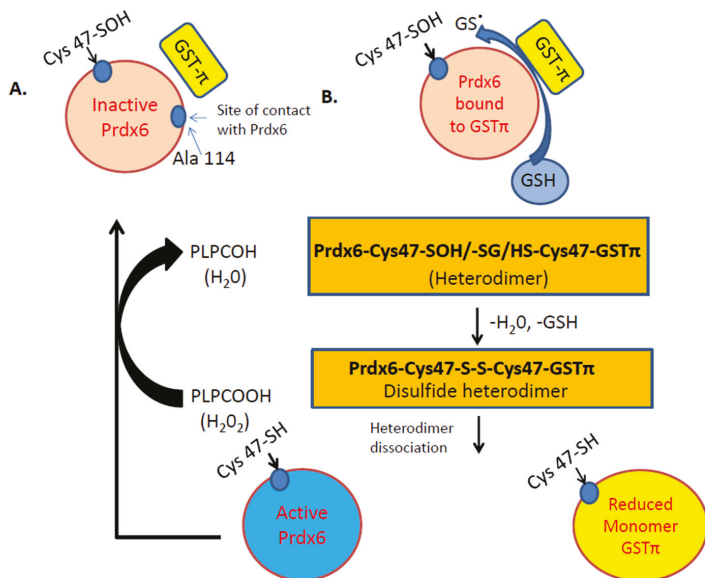 A.
Cys 47-SOH
GST-π
Inactive
Prdx6
Site of contact
with Prdx6
Ala 114
B.
Cys 47-SOH
GS•
GST-π
Prdx6
bound
to GSTπ
GSH
PLPCOH
(H₂0)
PLPCOOH
(H₂O₂)
Prdx6-Cys47-SOH/-SG/HS-Cys47-GSTπ
(Heterodimer)
-H₂0, -GSH
Prdx6-Cys47-S-S-Cys47-GSTπ
Disulfide heterodimer
Heterodimer
dissociation
Cys 47-SH
Active
Prdx6
Cys 47-SH
Reduced
Monomer
GSTπ